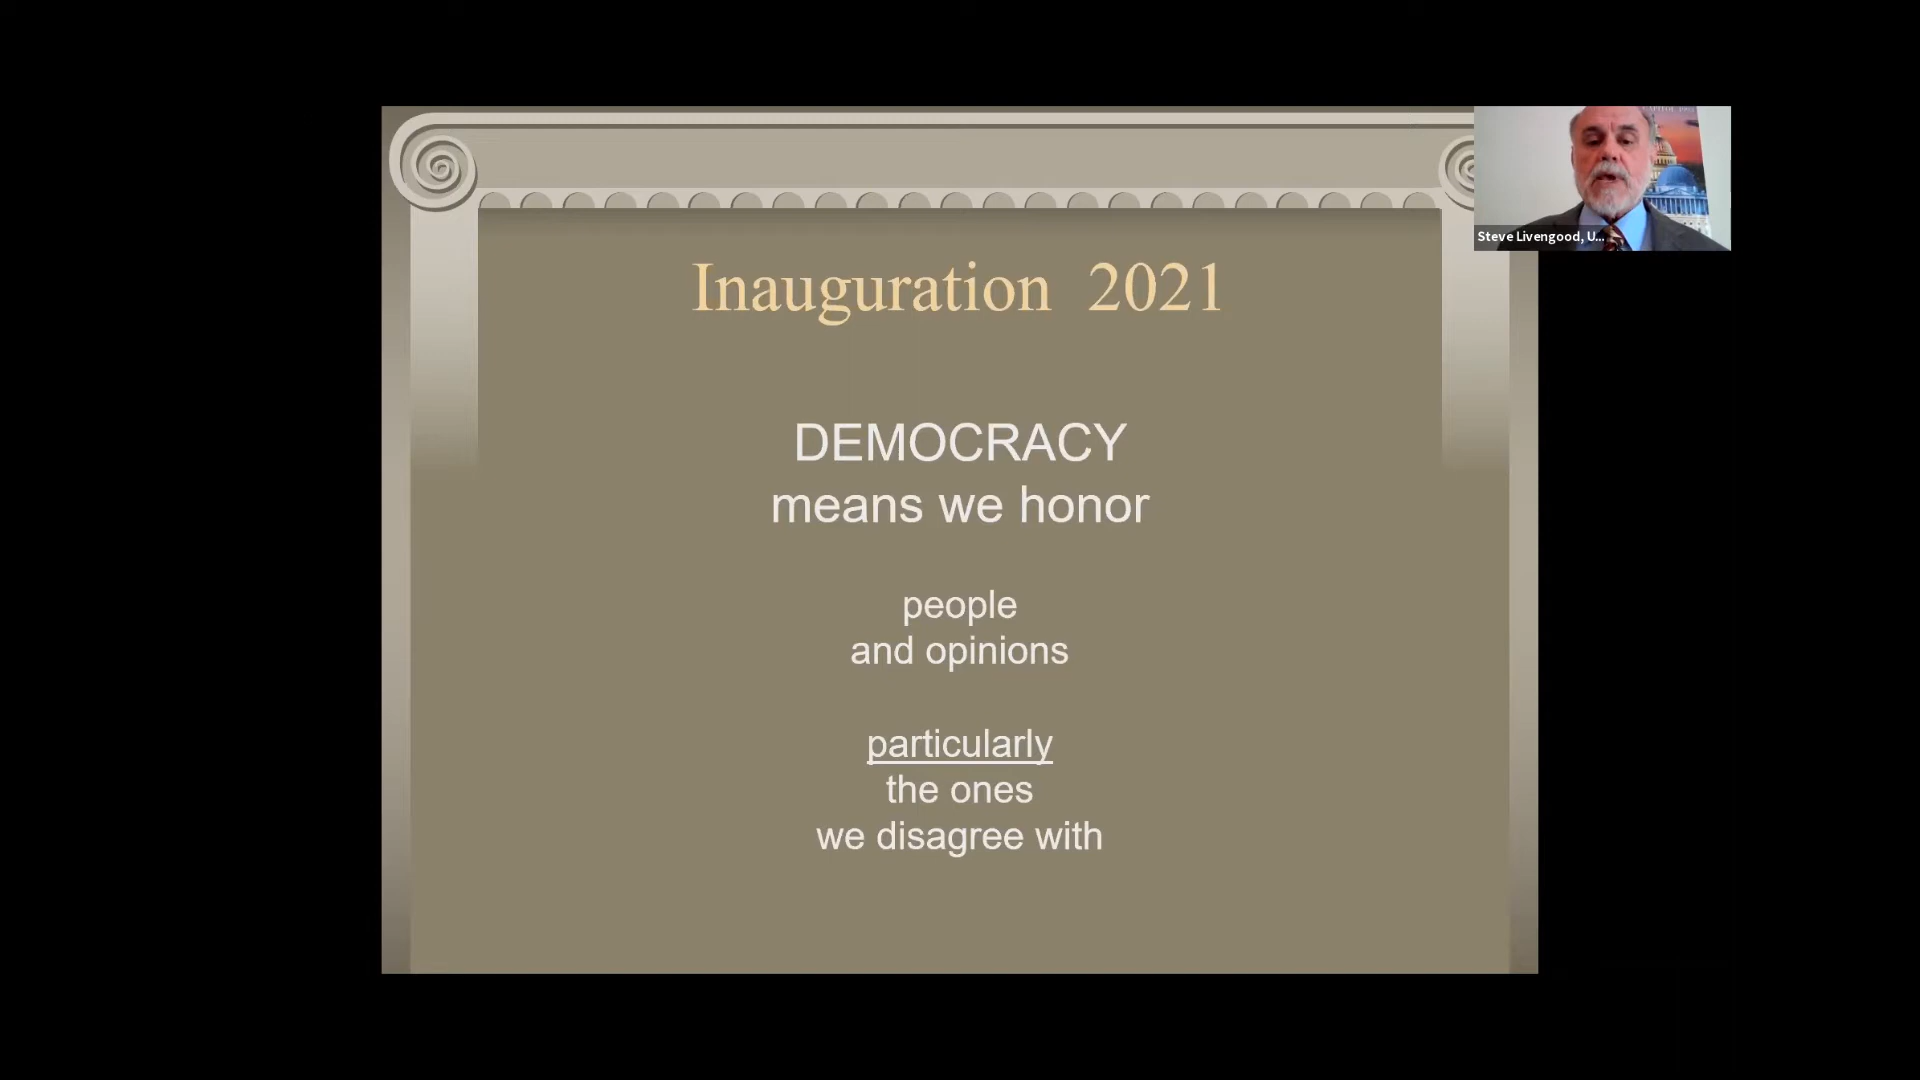 Inauguration 2021
Steve Livengood, U...
DEMOCRACY
means we honor
people
and opinions
particularly
the ones
we disagree with